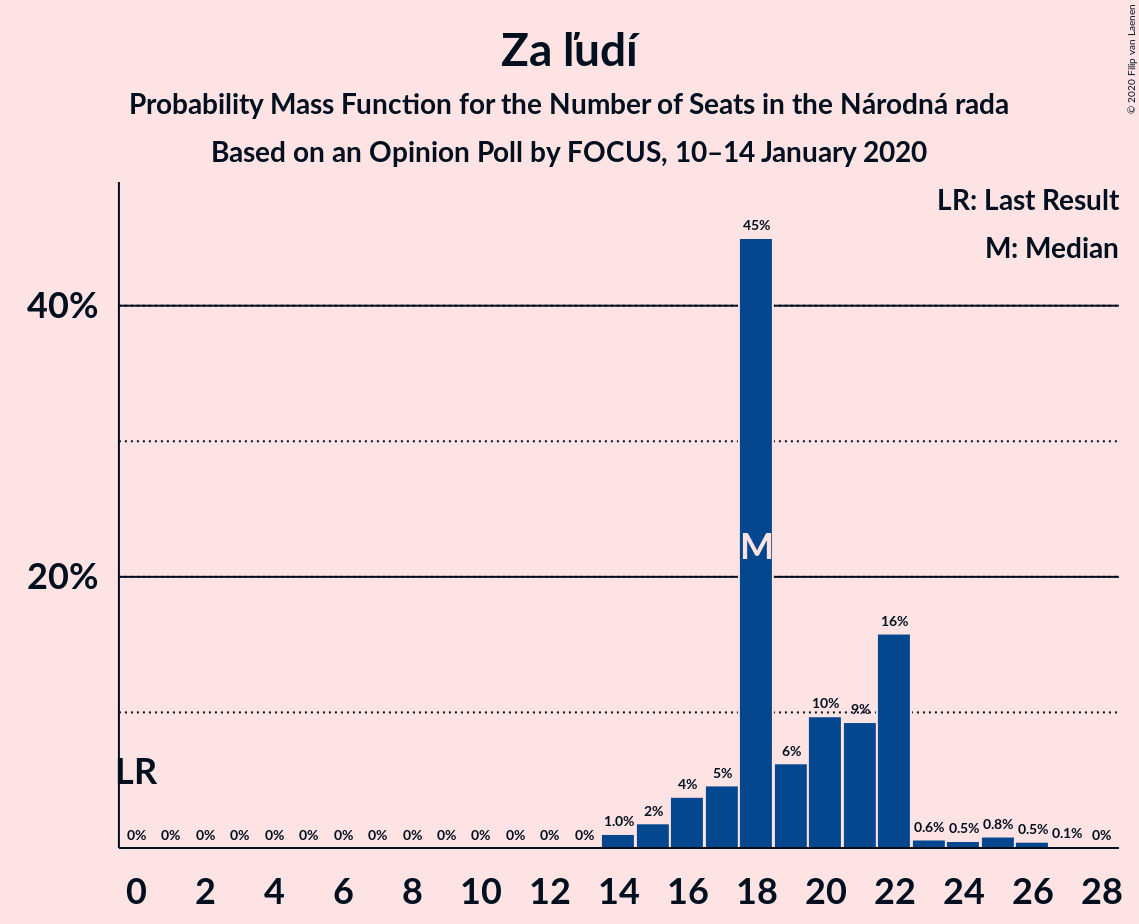 Za ľudí
Probability Mass Function for the Number of Seats in the Národná rada
Based on an Opinion Poll by FOCUS, 10–14 January 2020
© 2020 Filip van Laenen
LR: Last Result
M: Median
45%
40%
M
20%
16%
10%
9%
6%
5%
4%
2%
1.0%
LR
0% 0% 0% 0% 0% 0% 0% 0% 0% 0% 0% 0% 0% 0%
0.6% 0.5% 0.8% 0.5% 0.1% 0%
0 2 4 6 8 10 12 14 16 18 20 22 24 26 28